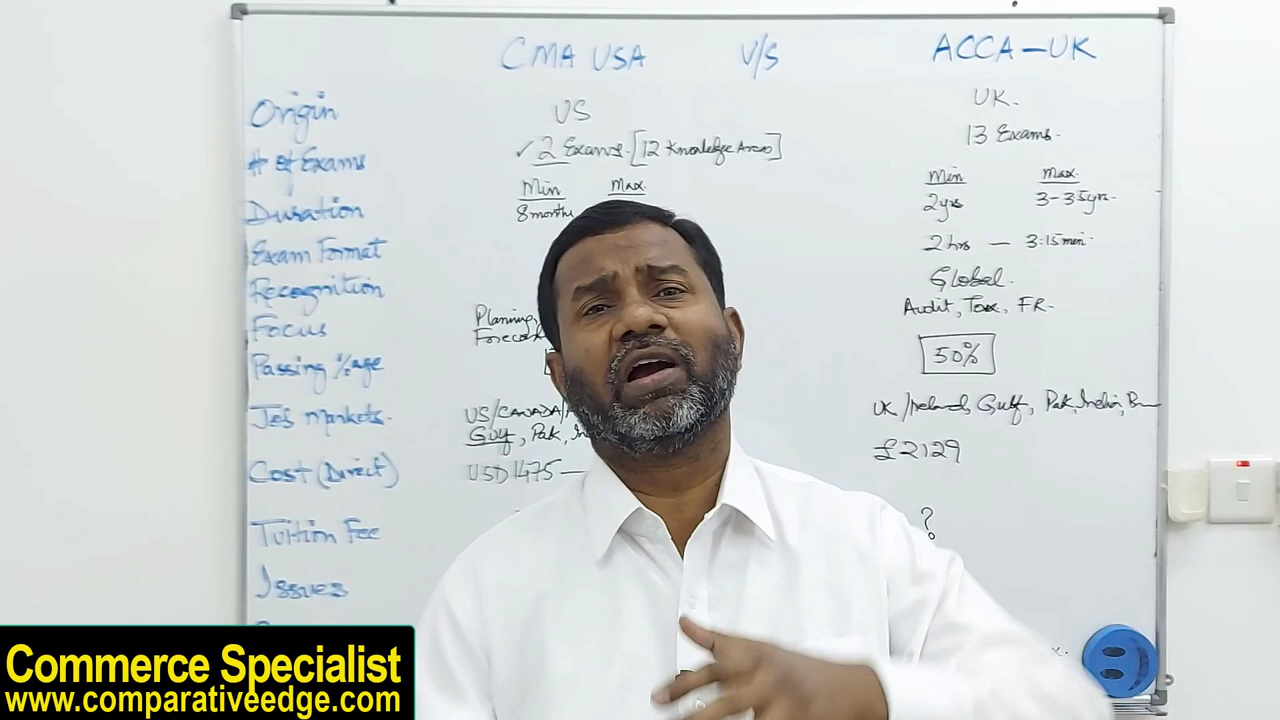 CMA USA V/S ACCA-UK
Origin US UK.
# of Exams ✓ 2 Exams. [12 Knowledge Areas] 13 Exams.
Min Max. Min Max.
Duration 8 months 2yrs 3-3.5yrs.
Exam Format 2 hrs — 3:15min.
Recognition Global.
Focus Planning, Audit, Tax, FR.
Passing %age 50%
Job Markets. US/CANADA/ UK/Ireland, Gulf, Pak, India,
Gulf, Pak,
Cost (Direct) USD 1475 — £2129
Tuition Fee ?
Issues
Commerce Specialist
www.comparativeedge.com